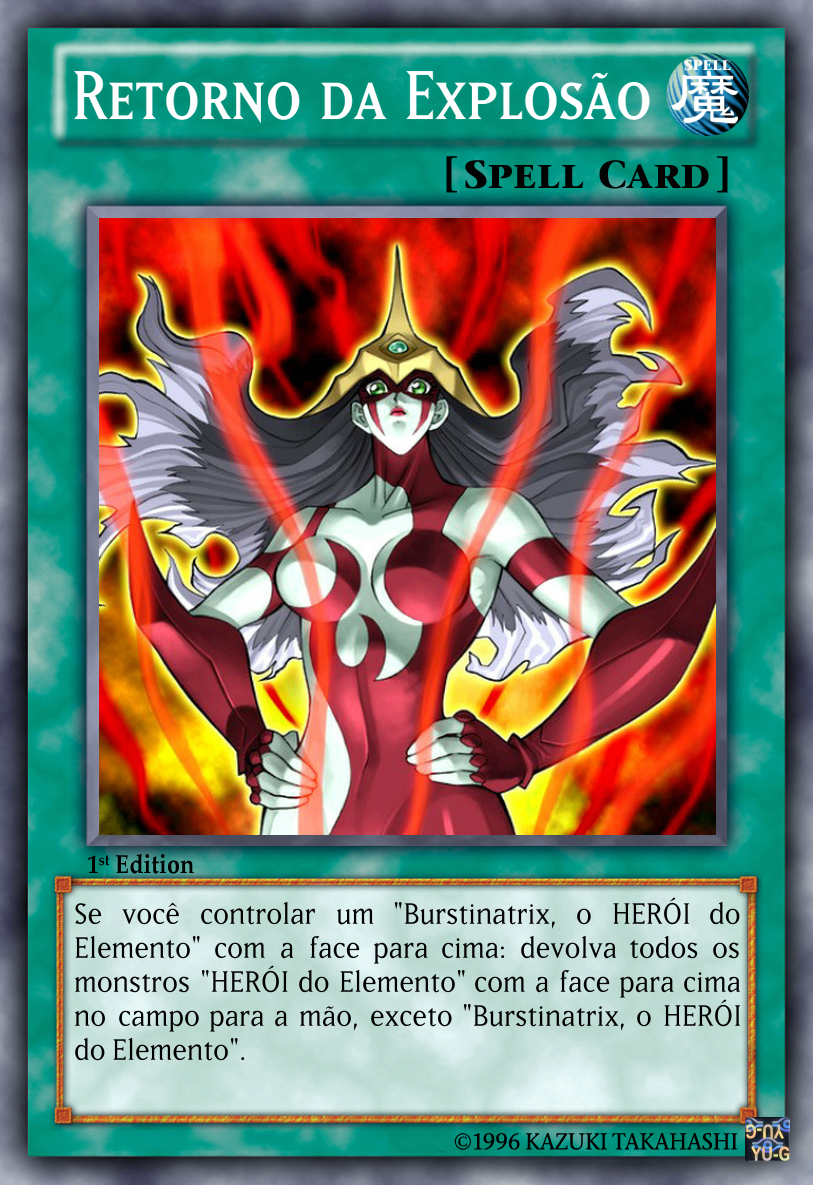 Retorno da Explosão
SPELL
魔
[Spell Card]
1st Edition
Se você controlar um "Burstinatrix, o HERÓI do
Elemento" com a face para cima: devolva todos os
monstros "HERÓI do Elemento" com a face para cima
no campo para a mão, exceto "Burstinatrix, o HERÓI
do Elemento".
©1996 KAZUKI TAKAHASHI
YU-G
YU-G